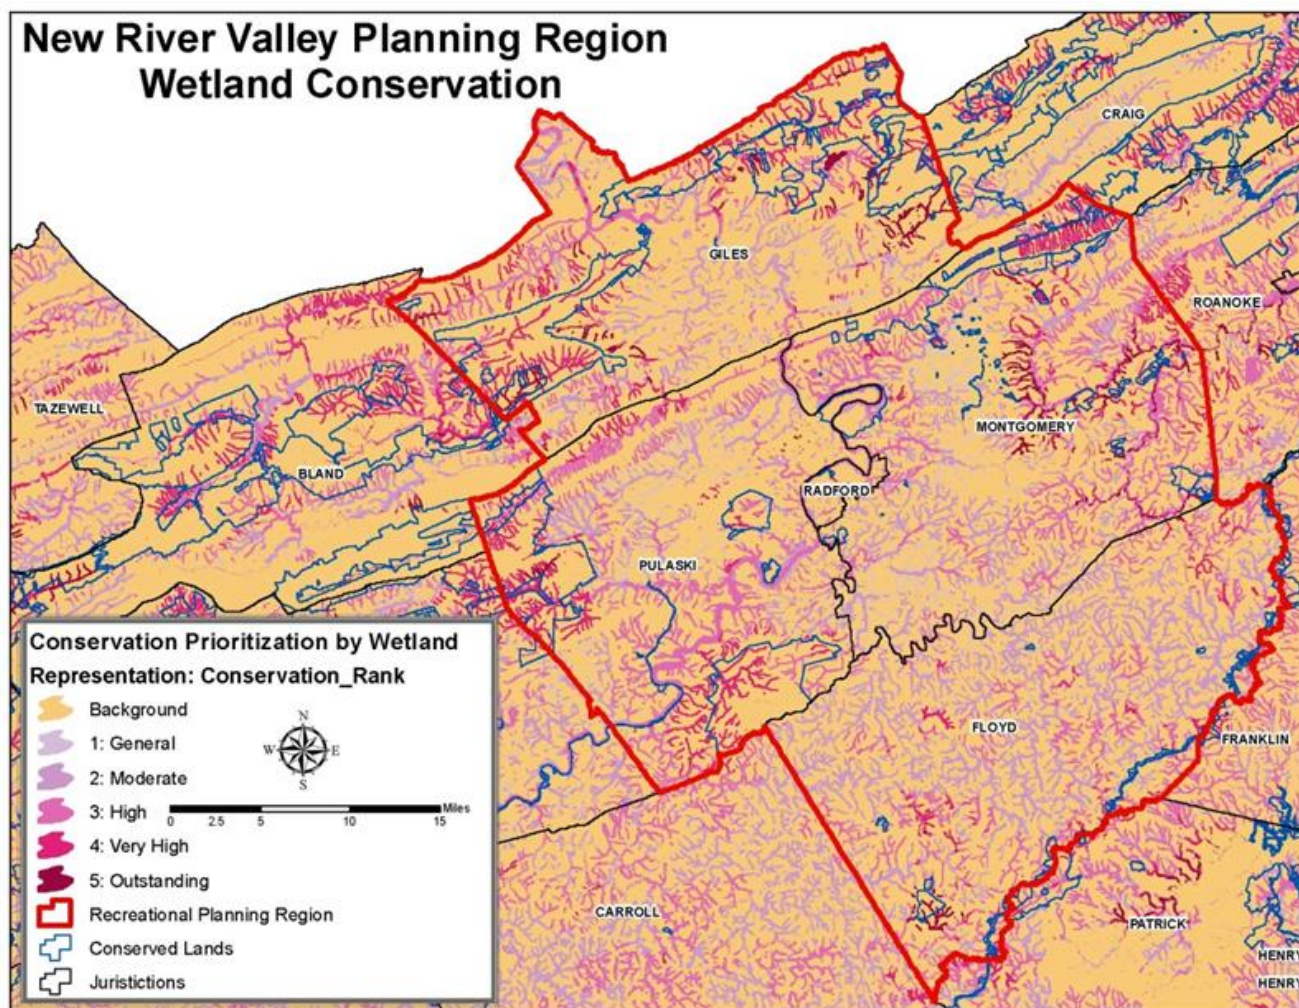 New River Valley Planning Region
Wetland Conservation
CRAIG
GILES
ROANOKE
TAZEWELL
MONTGOMERY
BLAND
RADFORD
PULASKI
FLOYD
FRANKLIN
CARROLL
PATRICK
HENRY
HENRY
Conservation Prioritization by Wetland
Representation: Conservation_Rank
Background
1: General
2: Moderate
3: High
4: Very High
5: Outstanding
Recreational Planning Region
Conserved Lands
Juristictions
N
W E
S
Miles
0 2.5 5 10 15